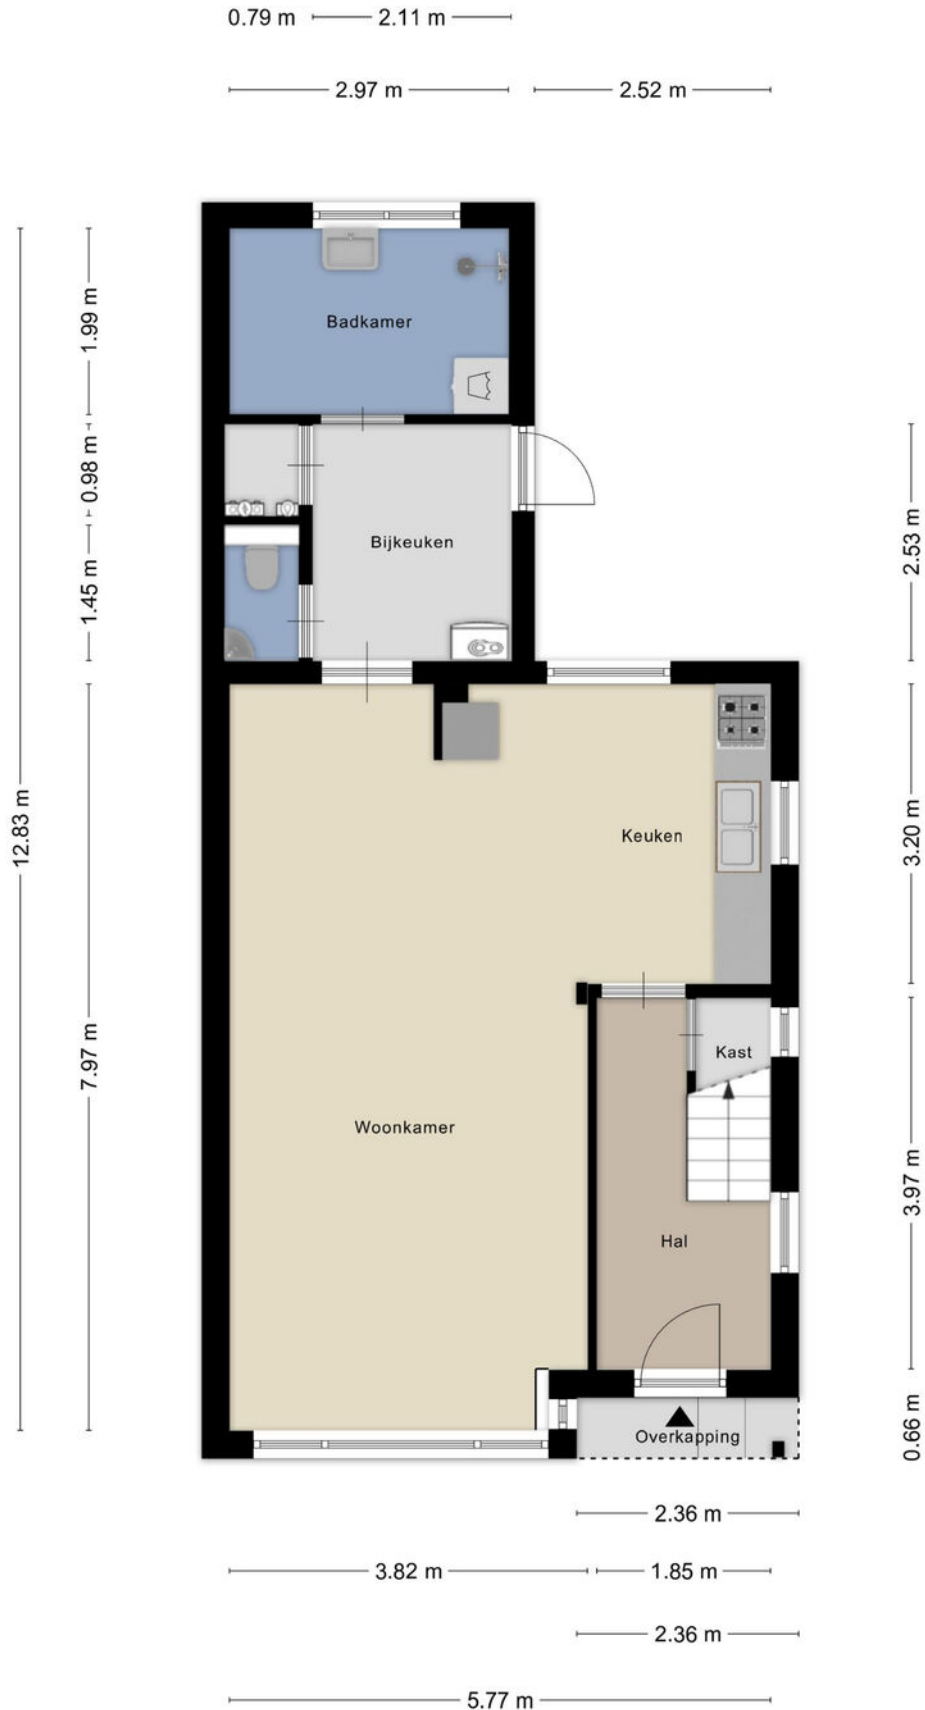 0.79 m
2.11 m
2.97 m
2.52 m
Badkamer
1.99 m
0.98 m
Bijkeuken
2.53 m
1.45 m
12.83 m
Keuken
3.20 m
7.97 m
Kast
Woonkamer
3.97 m
Hal
Overkapping
0.66 m
2.36 m
3.82 m
1.85 m
2.36 m
5.77 m